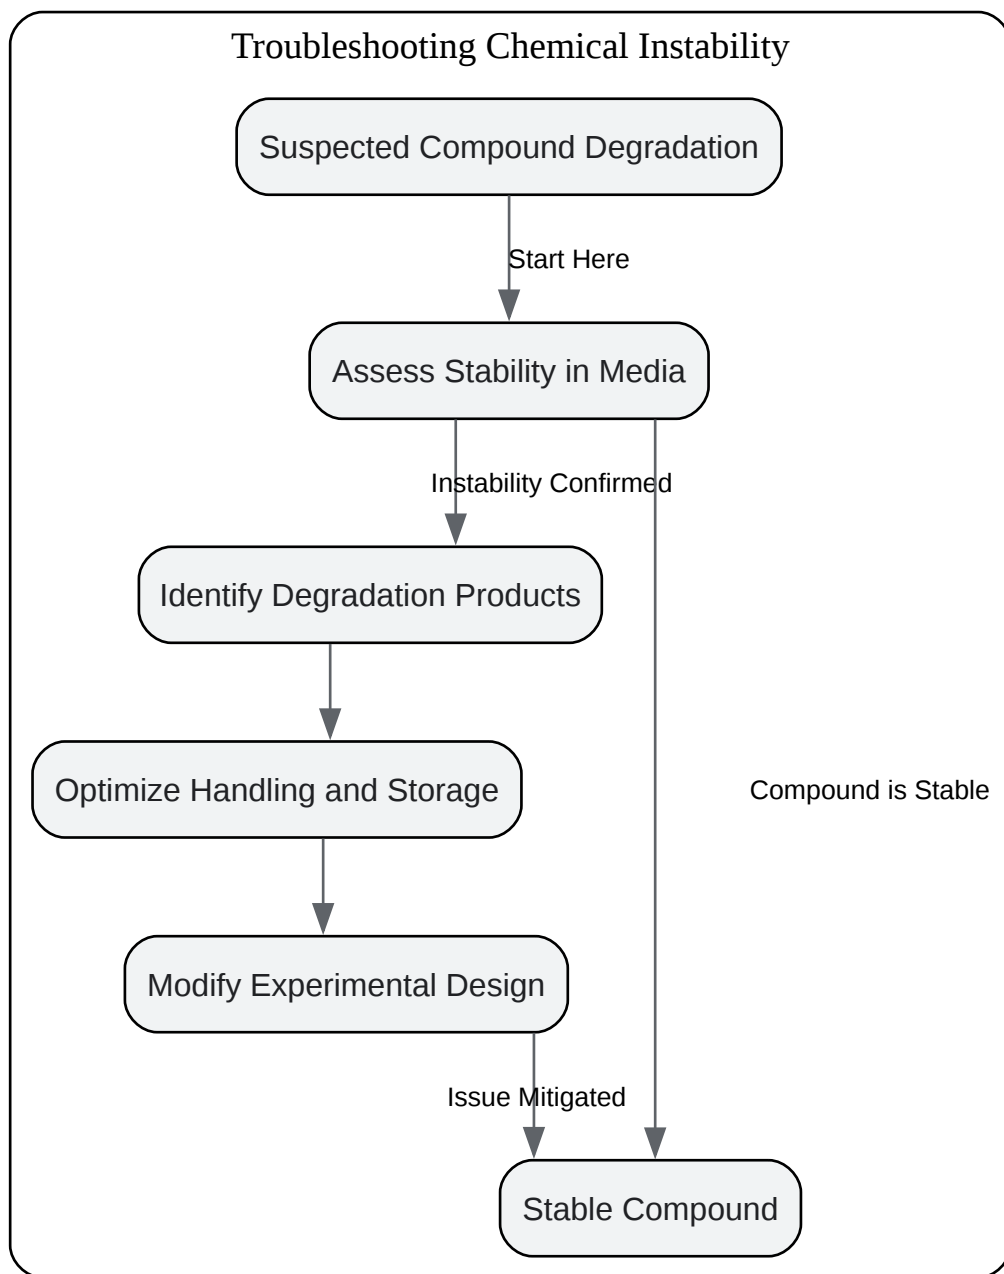 Troubleshooting Chemical Instability
Suspected Compound Degradation
Start Here
Assess Stability in Media
Instability Confirmed
Identify Degradation Products
Optimize Handling and Storage
Compound is Stable
Modify Experimental Design
Issue Mitigated
Stable Compound